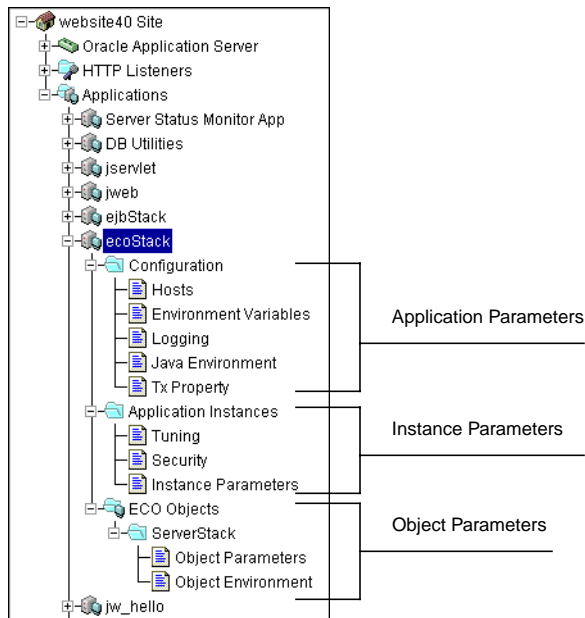 website40 Site
Oracle Application Server
HTTP Listeners
Applications
Server Status Monitor App
DB Utilities
jservlet
jweb
ejbStack
ecoStack
Configuration
Hosts
Environment Variables
Logging
Java Environment
Tx Property
Application Parameters
Application Instances
Tuning
Security
Instance Parameters
Instance Parameters
ECO Objects
ServerStack
Object Parameters
Object Environment
Object Parameters
jw_hello